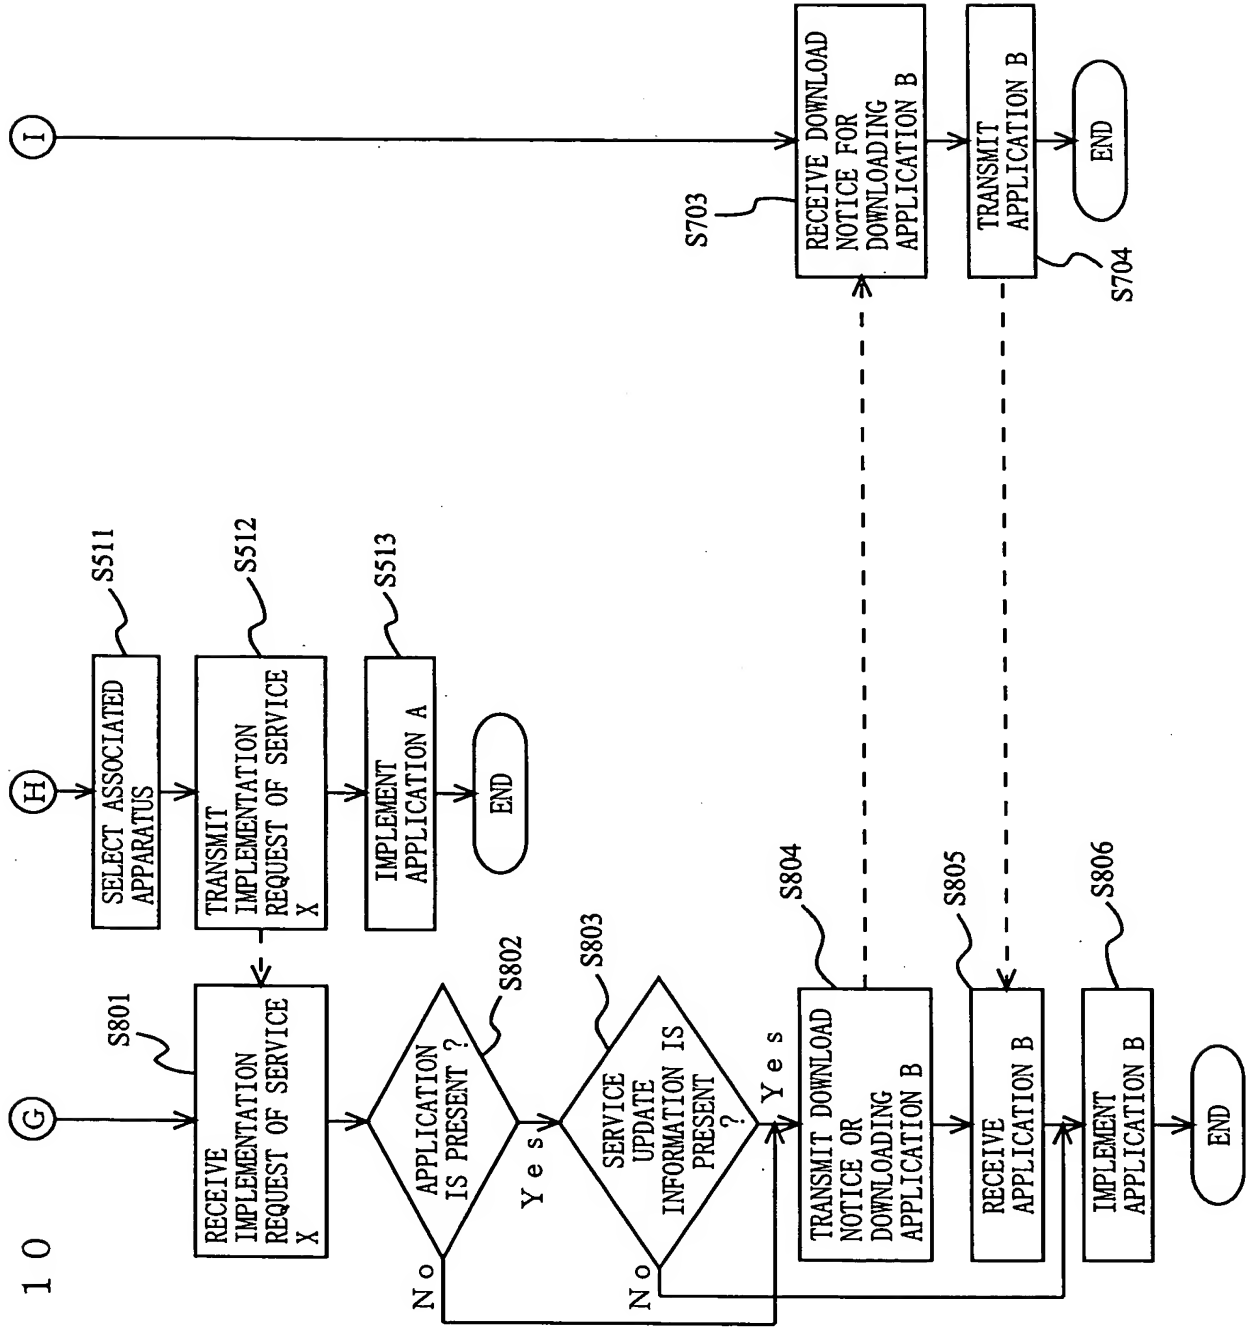 10
G
S801
RECEIVE
IMPLEMENTATION
REQUEST OF SERVICE
X
APPLICATION
IS PRESENT ?
S802
No
Yes
SERVICE
UPDATE
INFORMATION IS
PRESENT
?
S803
No
Yes
TRANSMIT DOWNLOAD
NOTICE OR
DOWNLOADING
APPLICATION B
S804
RECEIVE
APPLICATION B
S805
IMPLEMENT
APPLICATION B
S806
END
H
SELECT ASSOCIATED
APPARATUS
S511
TRANSMIT
IMPLEMENTATION
REQUEST OF SERVICE
X
S512
IMPLEMENT
APPLICATION A
S513
END
I
S703
RECEIVE DOWNLOAD
NOTICE FOR
DOWNLOADING
APPLICATION B
TRANSMIT
APPLICATION B
S704
END